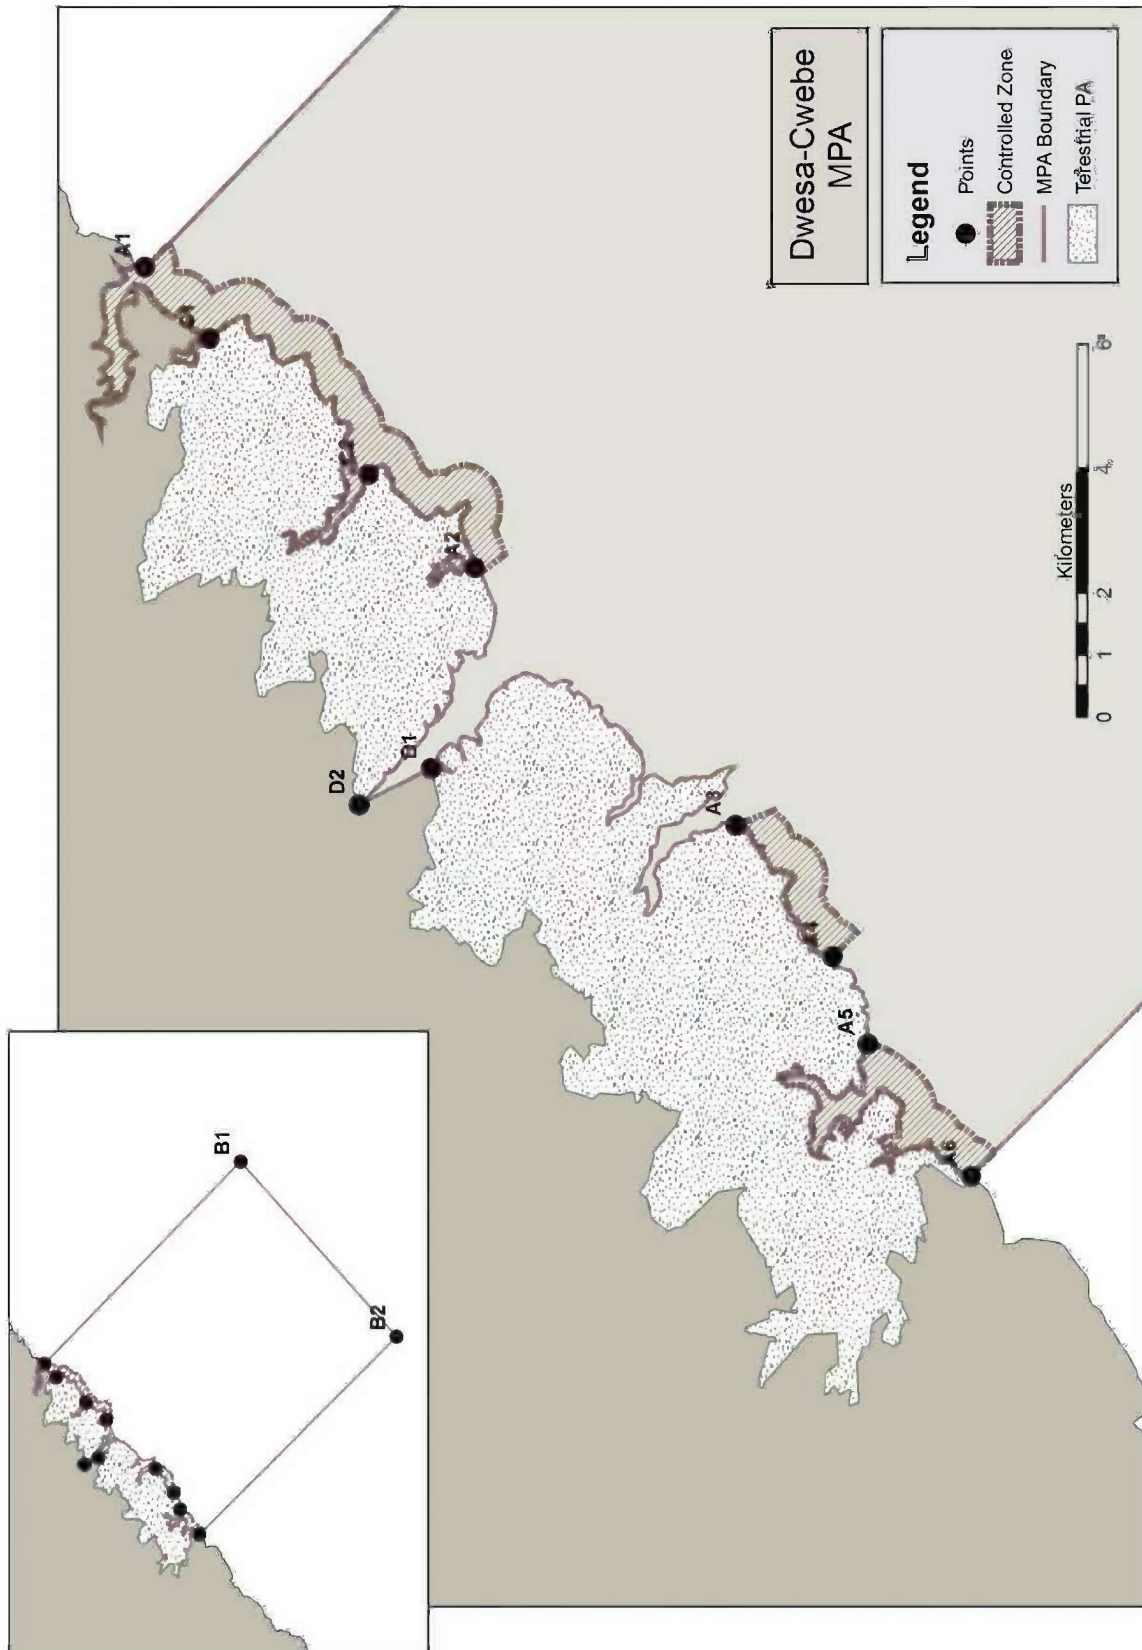 B1
B2
A1
A2
D2
D1
A3
A5
Dwesa-Cwebe
MPA
Legend
Points
Controlled Zone
MPA Boundary
Terrestrial PA
Kilometers
0 1 2 4 6